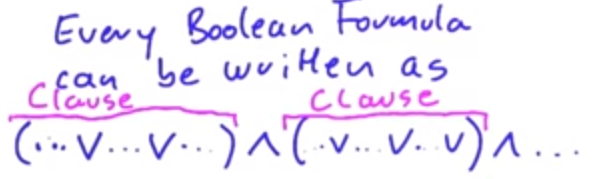 Every Boolean Formula
can be written as
Clause Clause
(... ∨ ... ∨ ...) ∧ (.. ∨ ... ∨ .. ∨) ∧ ...